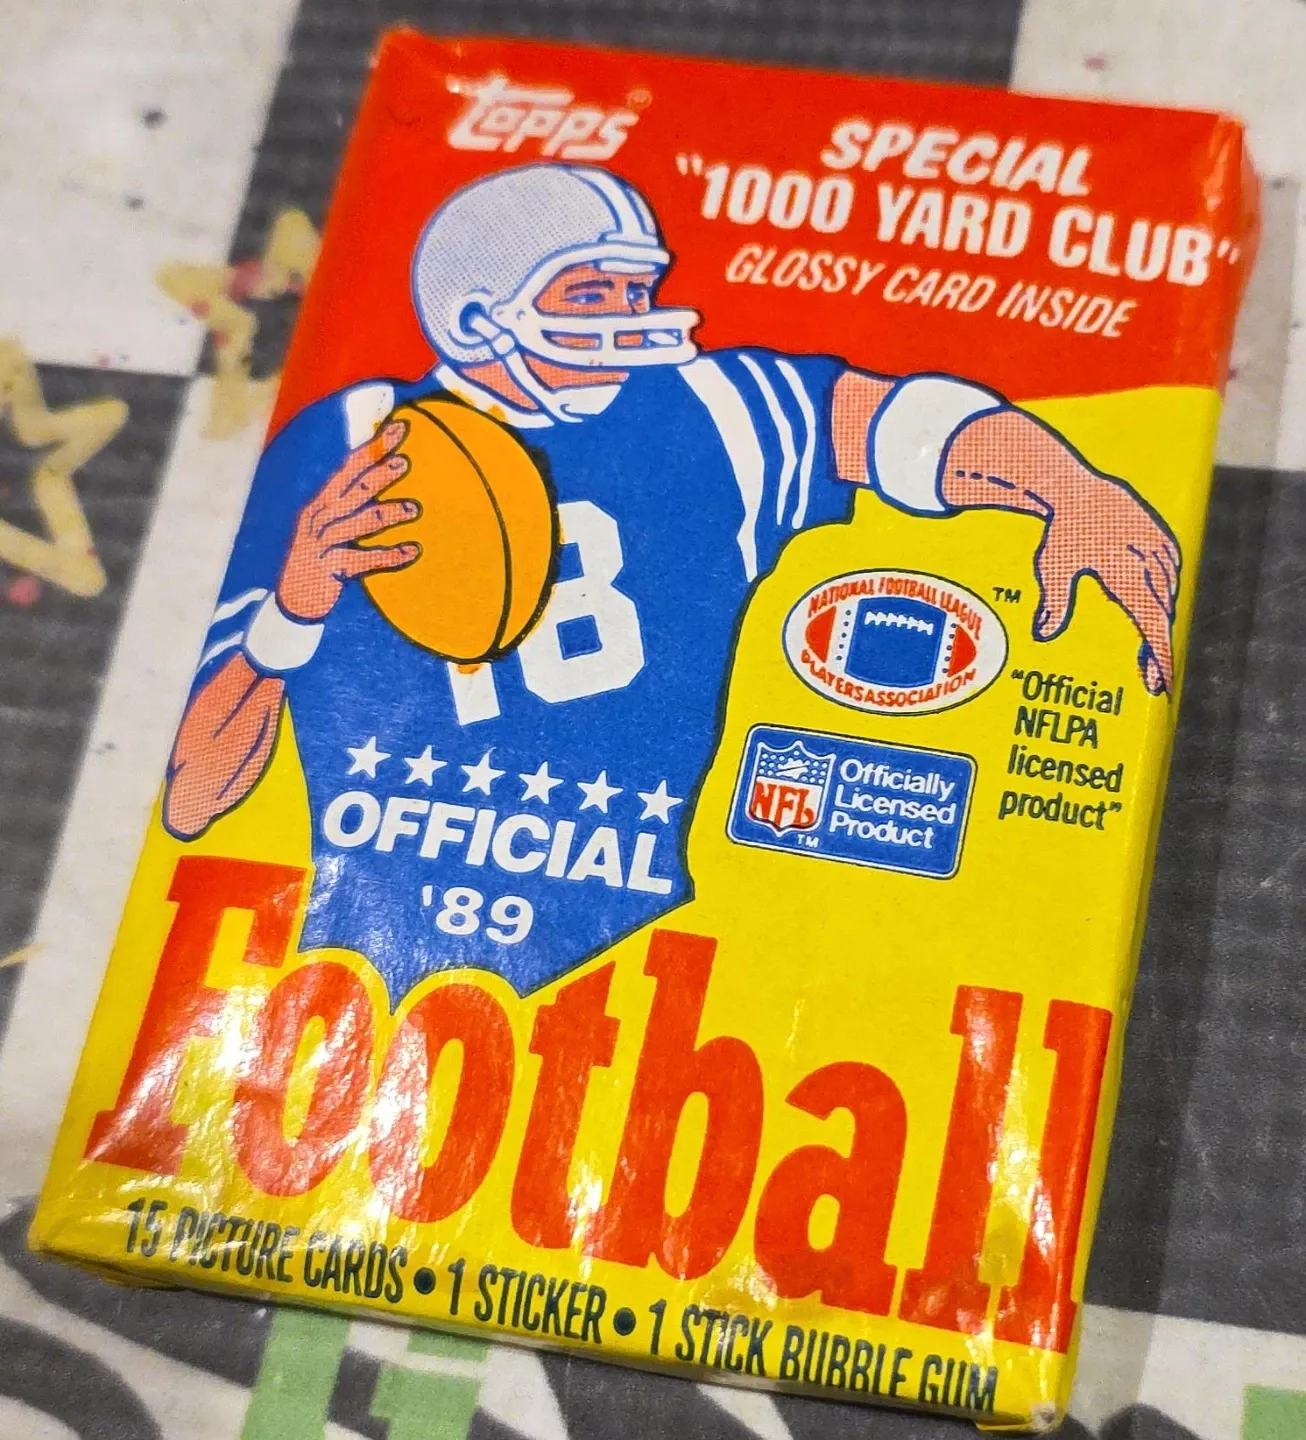 Topps®
SPECIAL
"1000 YARD CLUB"
GLOSSY CARD INSIDE
18
NATIONAL FOOTBALL LEAGUE
PLAYERS ASSOCIATION
TM
"Official
NFLPA
licensed
product"
NFL
TM
Officially
Licensed
Product
OFFICIAL
'89
Football
15 PICTURE CARDS • 1 STICKER • 1 STICK BUBBLE GUM